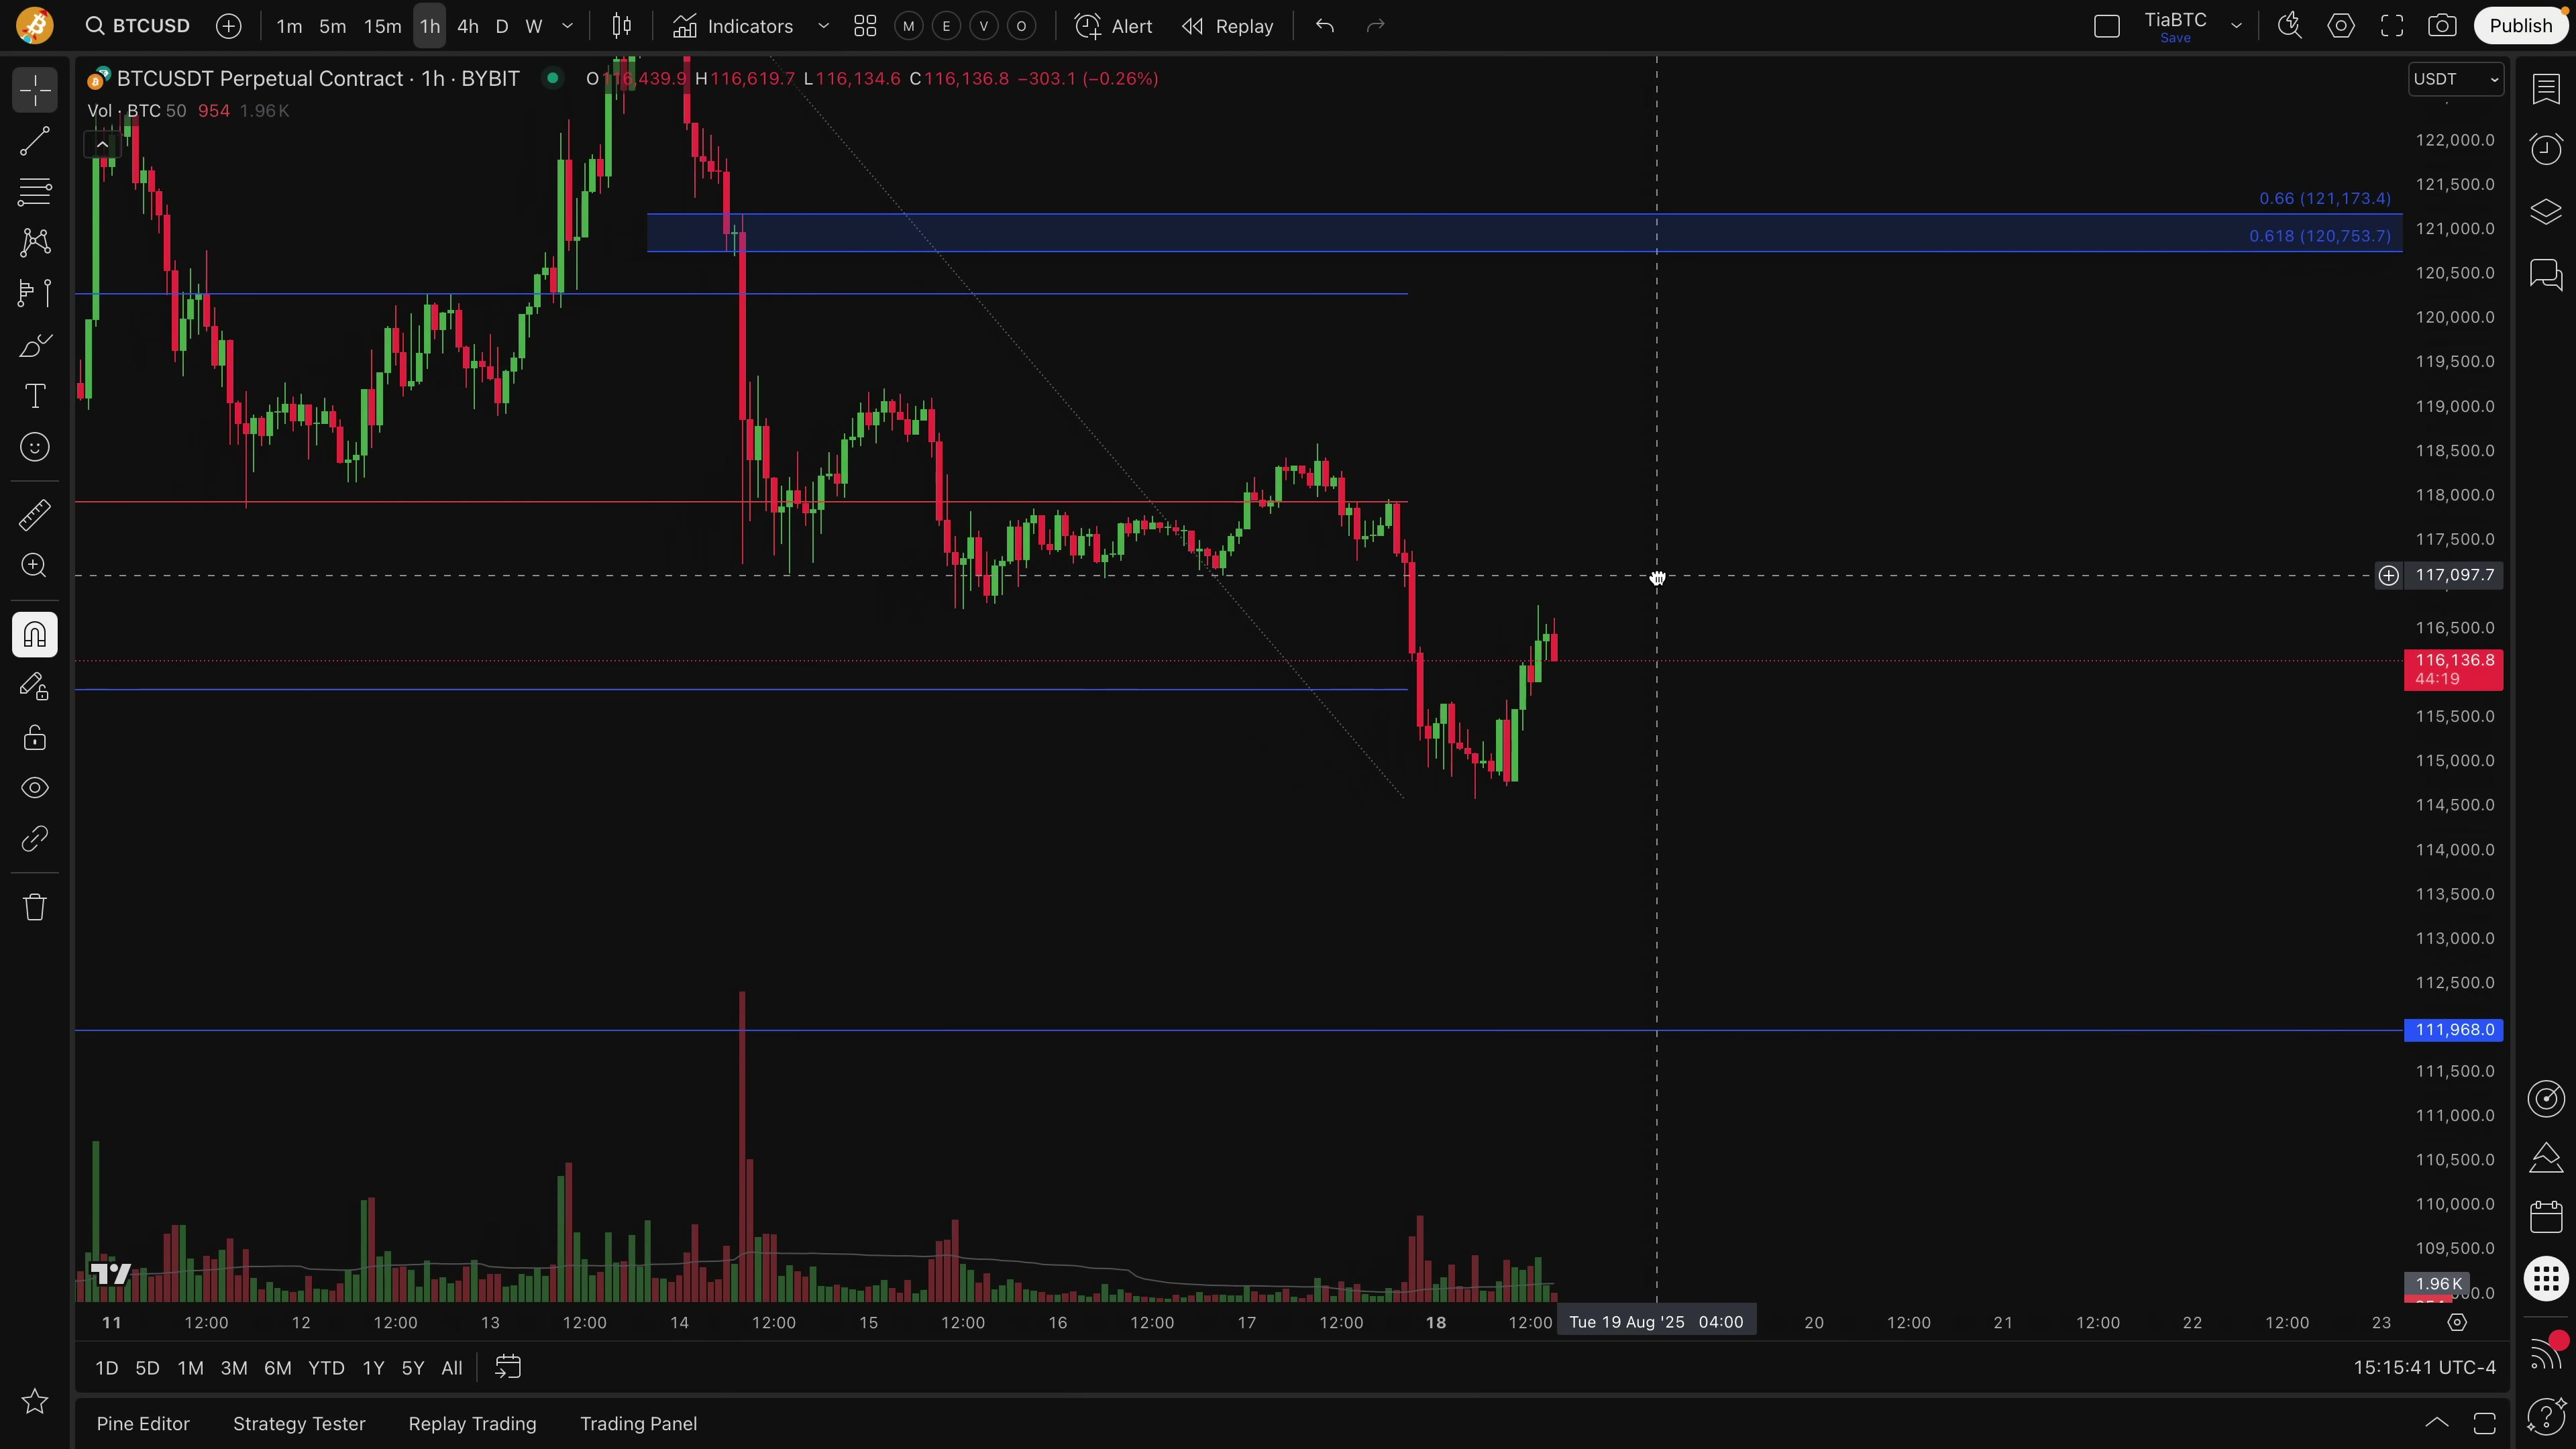 BTCUSD
1m 5m 15m 1h 4h D W
Indicators
M E V O
Alert
Replay
TiaBTC
Save
Publish
BTCUSDT Perpetual Contract · 1h · BYBIT
O116,439.9 H116,619.7 L116,134.6 C116,136.8 −303.1 (−0.26%)
USDT
Vol · BTC 50 954 1.96 K
122,000.0
121,500.0
0.66 (121,173.4)
121,000.0
0.618 (120,753.7)
120,500.0
120,000.0
119,500.0
119,000.0
118,500.0
118,000.0
117,500.0
117,097.7
116,500.0
116,136.8
44:19
115,500.0
115,000.0
114,500.0
114,000.0
113,500.0
113,000.0
112,500.0
111,968.0
111,500.0
111,000.0
110,500.0
110,000.0
109,500.0
1.96 K
11 12:00 12 12:00 13 12:00 14 12:00 15 12:00 16 12:00 17 12:00 18 12:00 Tue 19 Aug '25 04:00 20 12:00 21 12:00 22 12:00 23
1D 5D 1M 3M 6M YTD 1Y 5Y All
15:15:41 UTC-4
Pine Editor Strategy Tester Replay Trading Trading Panel